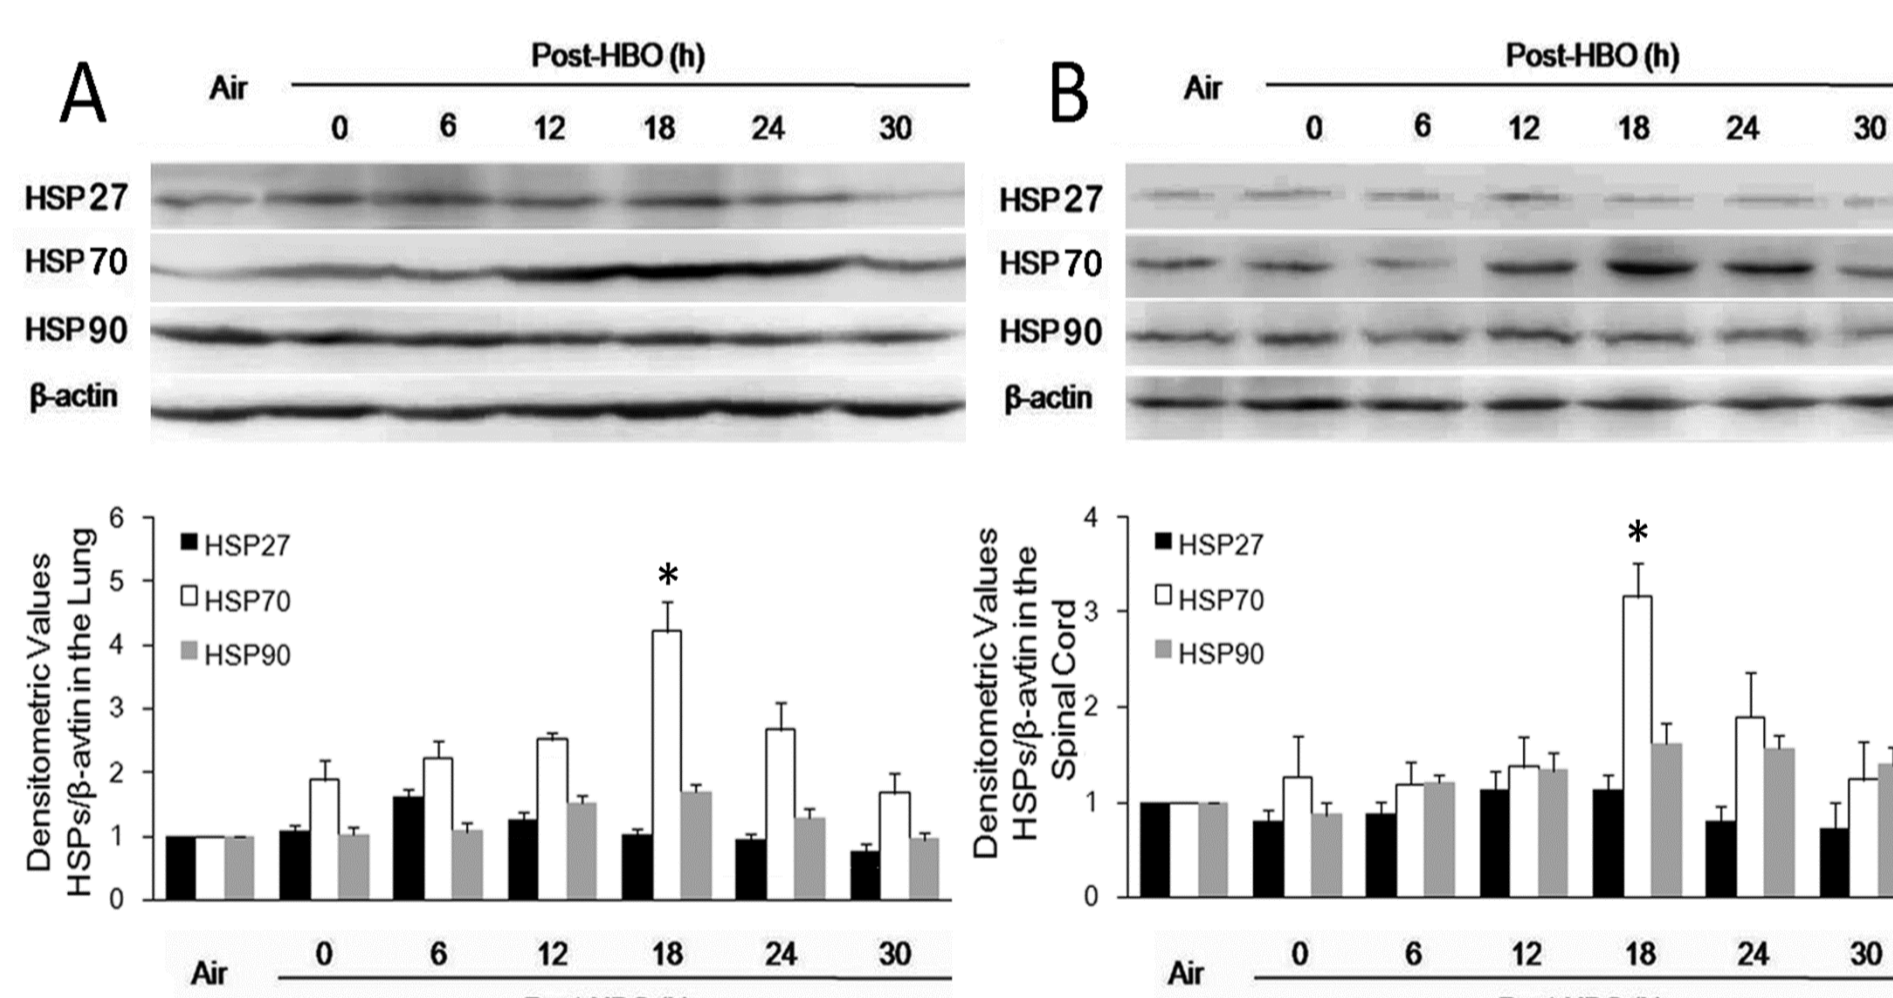 A
Air
Post-HBO (h)
0 6 12 18 24 30
HSP27
HSP70
HSP90
β-actin
Densitometric Values
HSPs/β-avtin in the Lung
6
5
4
3
2
1
0
HSP27
HSP70
HSP90
*
Air
0 6 12 18 24 30
B
Air
Post-HBO (h)
0 6 12 18 24 30
HSP27
HSP70
HSP90
β-actin
Densitometric Values
HSPs/β-avtin in the
Spinal Cord
4
3
2
1
0
HSP27
HSP70
HSP90
*
Air
0 6 12 18 24 30